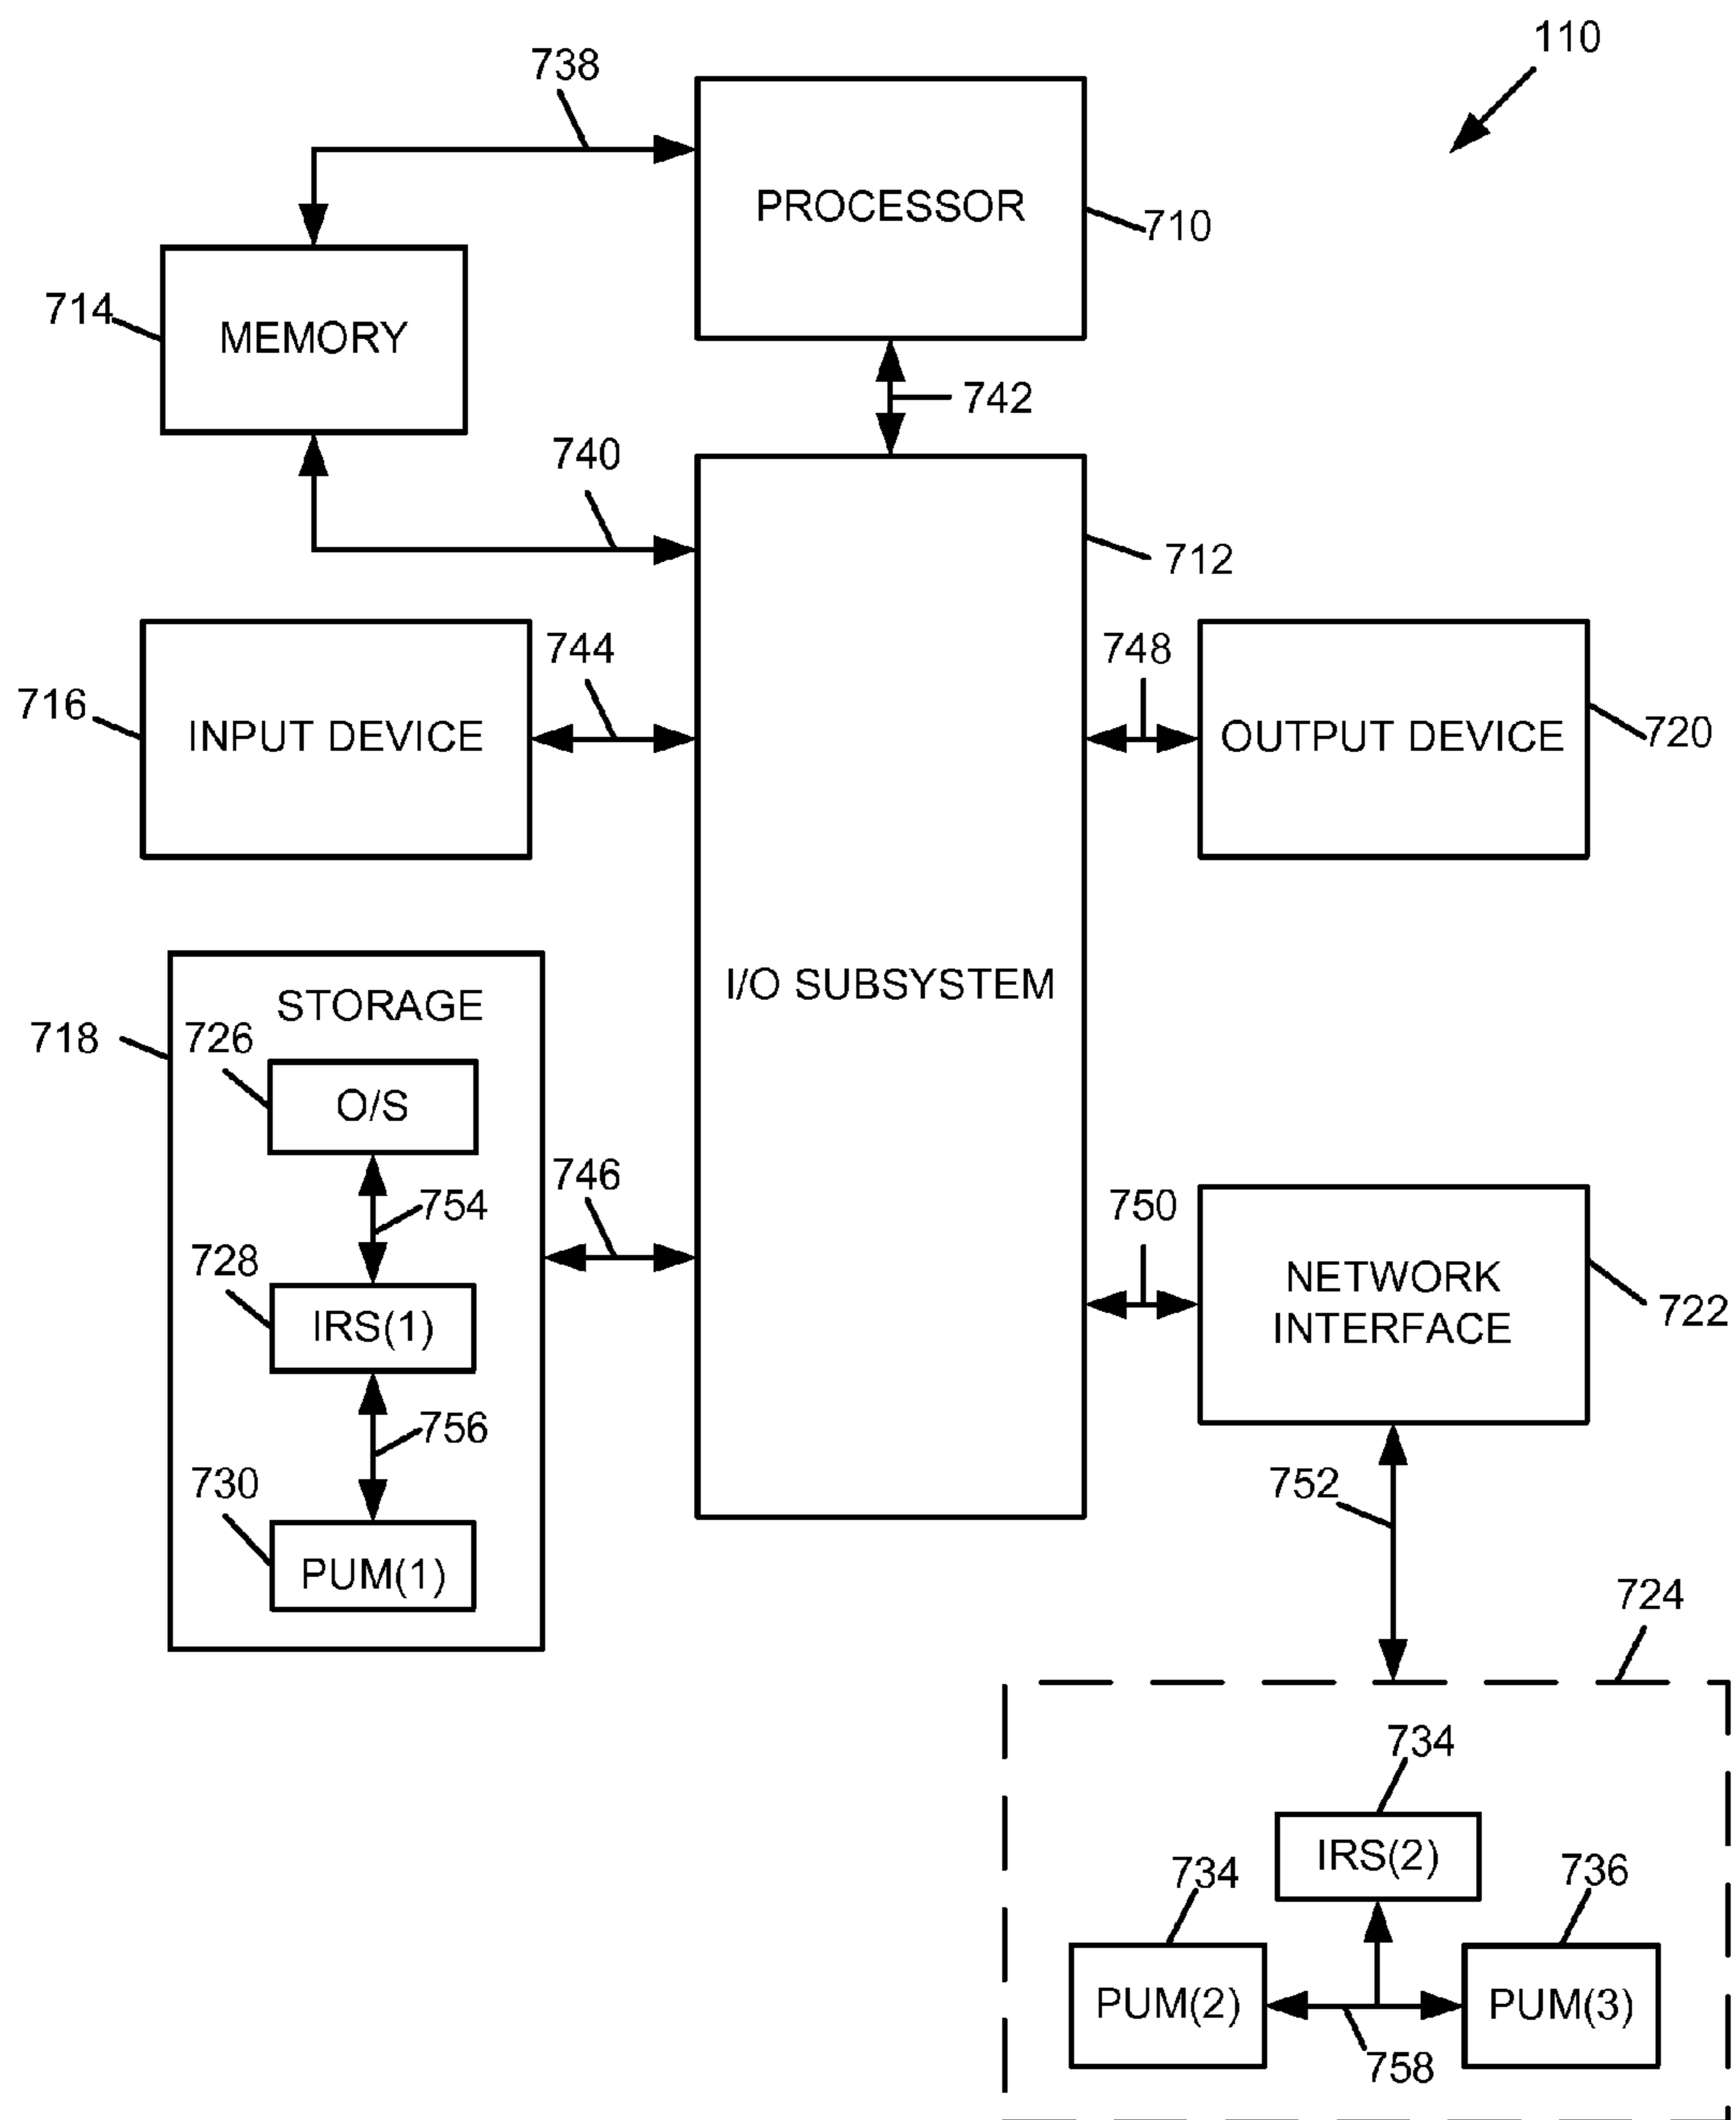 110
738
PROCESSOR
710
714
MEMORY
742
740
712
744
748
716
INPUT DEVICE
OUTPUT DEVICE
720
I/O SUBSYSTEM
STORAGE
718
726
O/S
746
754
750
728
IRS(1)
NETWORK
INTERFACE
722
756
730
PUM(1)
752
724
734
IRS(2)
734
736
PUM(2)
PUM(3)
758